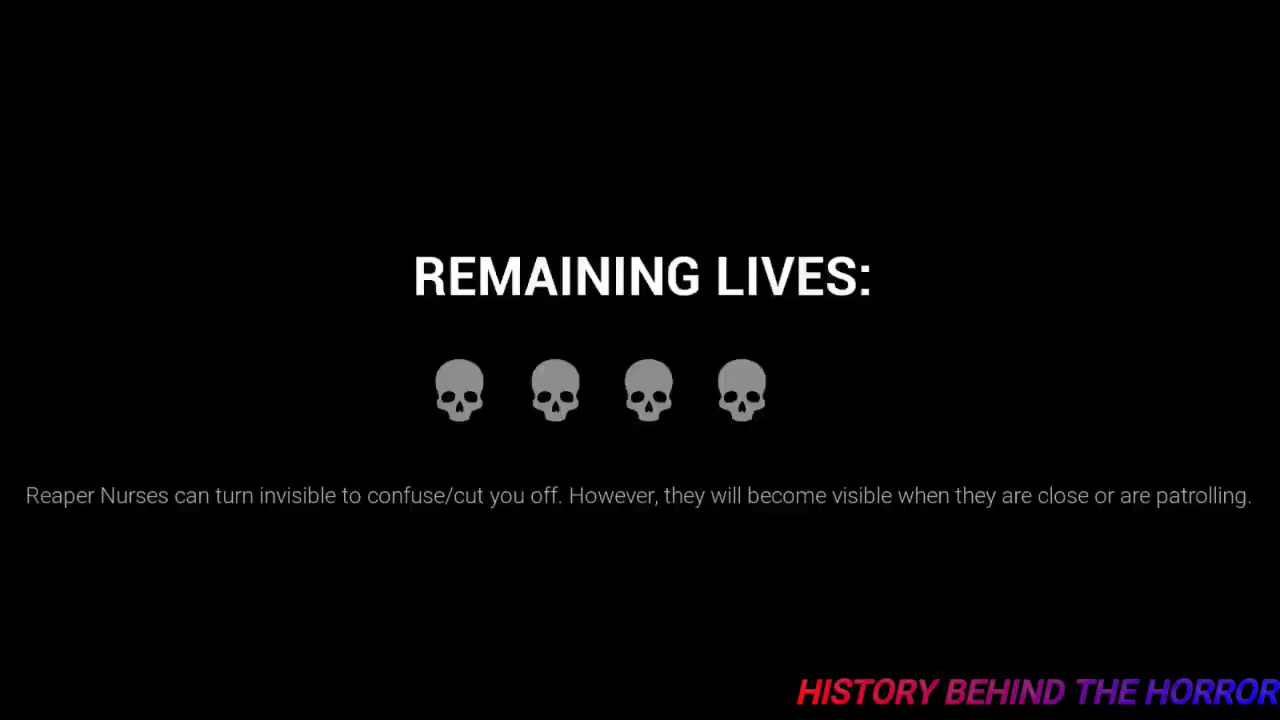 REMAINING LIVES:
Reaper Nurses can turn invisible to confuse/cut you off. However, they will become visible when they are close or are patrolling.
HISTORY BEHIND THE HORROR